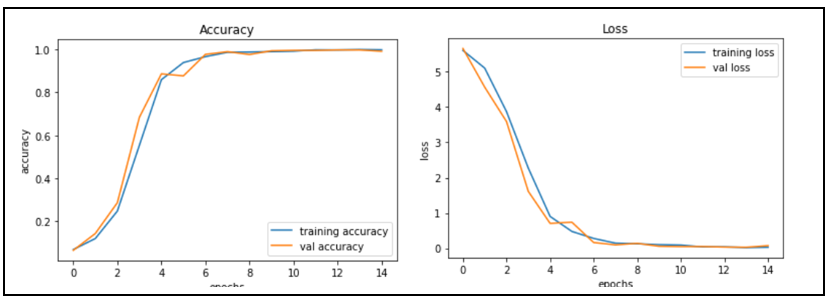 Accuracy
1.0
0.8
0.6
0.4
0.2
accuracy
training accuracy
val accuracy
0 2 4 6 8 10 12 14
epochs
Loss
5
4
3
2
1
0
loss
training loss
val loss
0 2 4 6 8 10 12 14
epochs